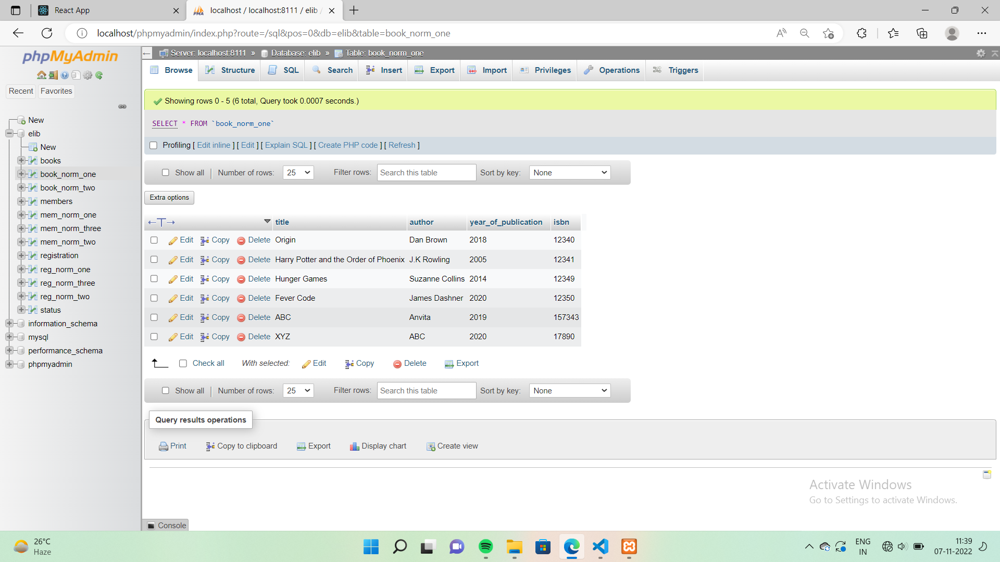 React App
localhost / localhost:8111 / elib /
localhost/phpmyadmin/index.php?route=/sql&pos=0&db=elib&table=book_norm_one
phpMyAdmin
Recent Favorites
New
elib
New
books
book_norm_one
book_norm_two
members
mem_norm_one
mem_norm_three
mem_norm_two
registration
reg_norm_one
reg_norm_three
reg_norm_two
status
information_schema
mysql
performance_schema
phpmyadmin
Server: localhost:8111 » Database: elib » Table: book_norm_one
Browse Structure SQL Search Insert Export Import Privileges Operations Triggers
Showing rows 0 - 5 (6 total, Query took 0.0007 seconds.)
SELECT * FROM `book_norm_one`
Profiling [ Edit inline ] [ Edit ] [ Explain SQL ] [ Create PHP code ] [ Refresh ]
Show all | Number of rows: 25 Filter rows: Search this table Sort by key: None
Extra options
←T→ title author year_of_publication isbn
Edit Copy Delete Origin Dan Brown 2018 12340
Edit Copy Delete Harry Potter and the Order of Phoenix J.K Rowling 2005 12341
Edit Copy Delete Hunger Games Suzanne Collins 2014 12349
Edit Copy Delete Fever Code James Dashner 2020 12350
Edit Copy Delete ABC Anvita 2019 157343
Edit Copy Delete XYZ ABC 2020 17890
Check all With selected: Edit Copy Delete Export
Show all | Number of rows: 25 Filter rows: Search this table Sort by key: None
Query results operations
Print Copy to clipboard Export Display chart Create view
Activate Windows
Go to Settings to activate Windows.
Console
26°C
Haze
ENG
IN
11:39
07-11-2022